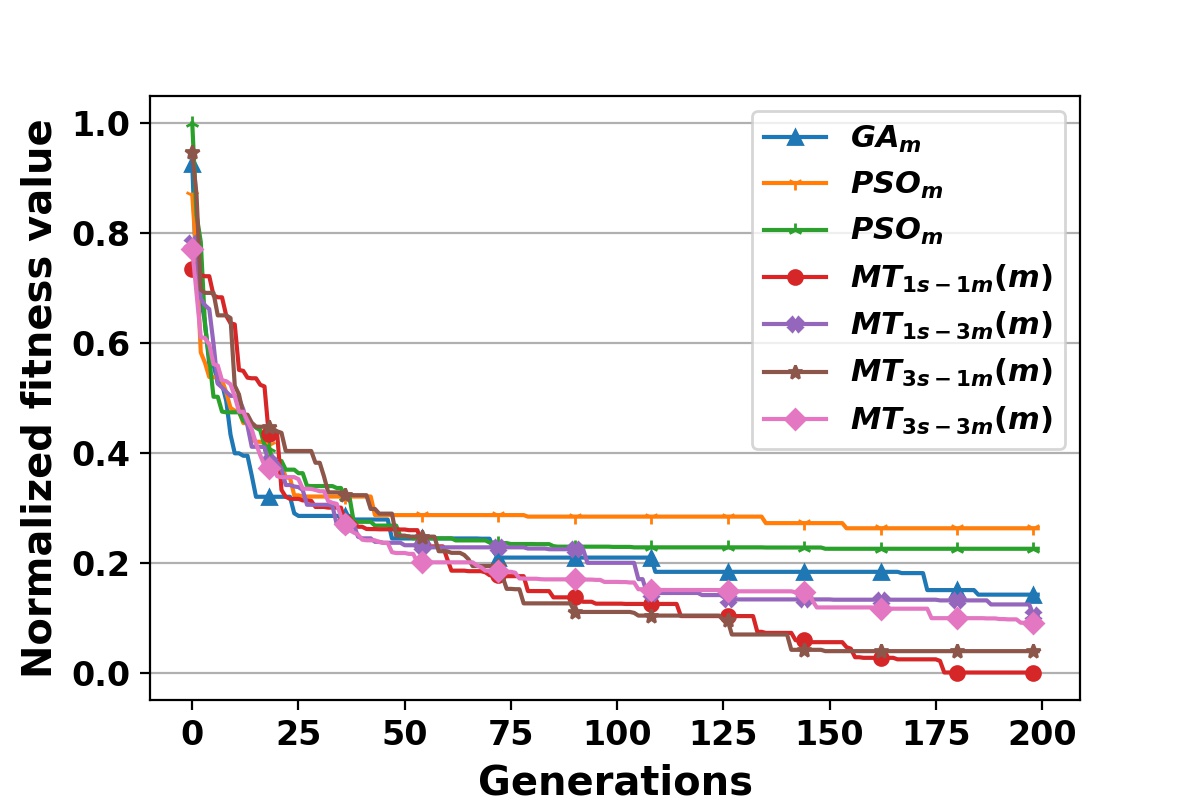 Normalized fitness value
1.0
0.8
0.6
0.4
0.2
0.0
GAₘ
PSOₘ
PSOₘ
MT₁ₛ₋₁ₘ(m)
MT₁ₛ₋₃ₘ(m)
MT₃ₛ₋₁ₘ(m)
MT₃ₛ₋₃ₘ(m)
0 25 50 75 100 125 150 175 200
Generations